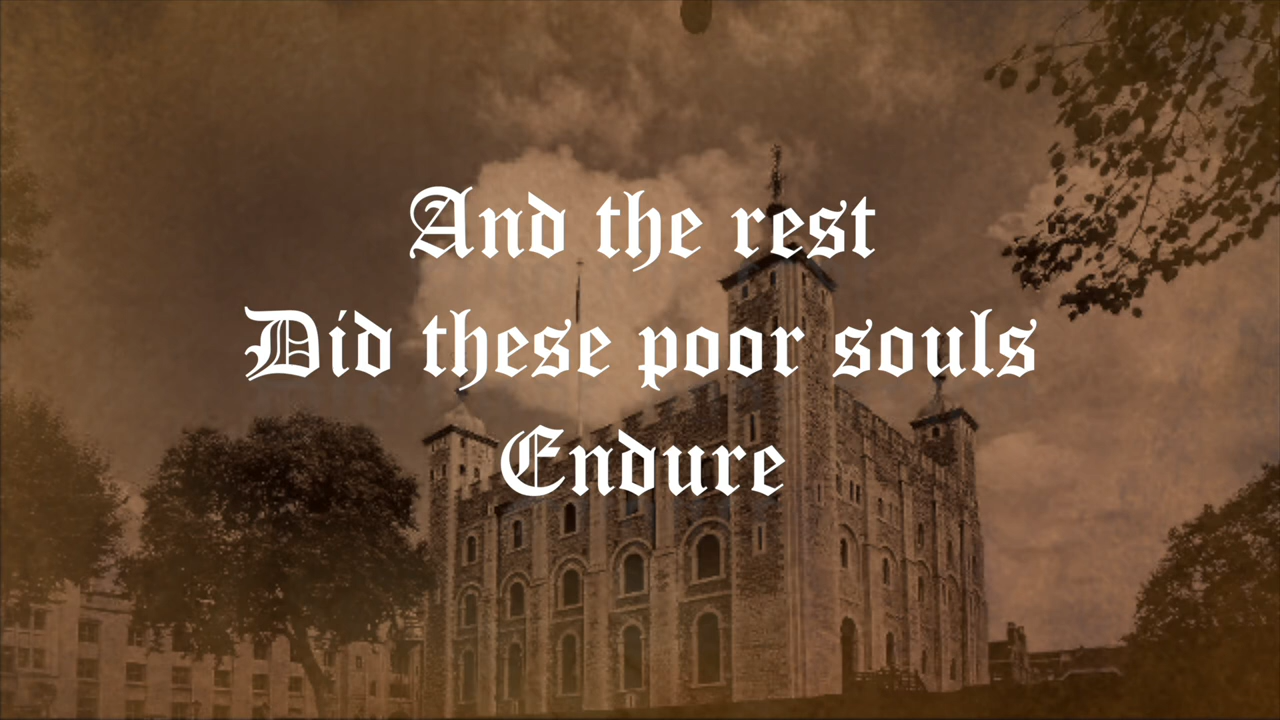 And the rest
Did these poor souls
Endure